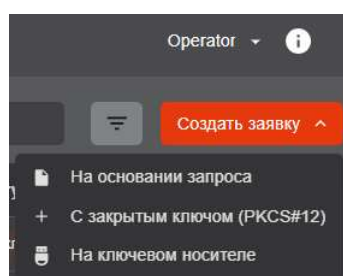 Operator
Создать заявку
На основании запроса
С закрытым ключом (PKCS#12)
На ключевом носителе